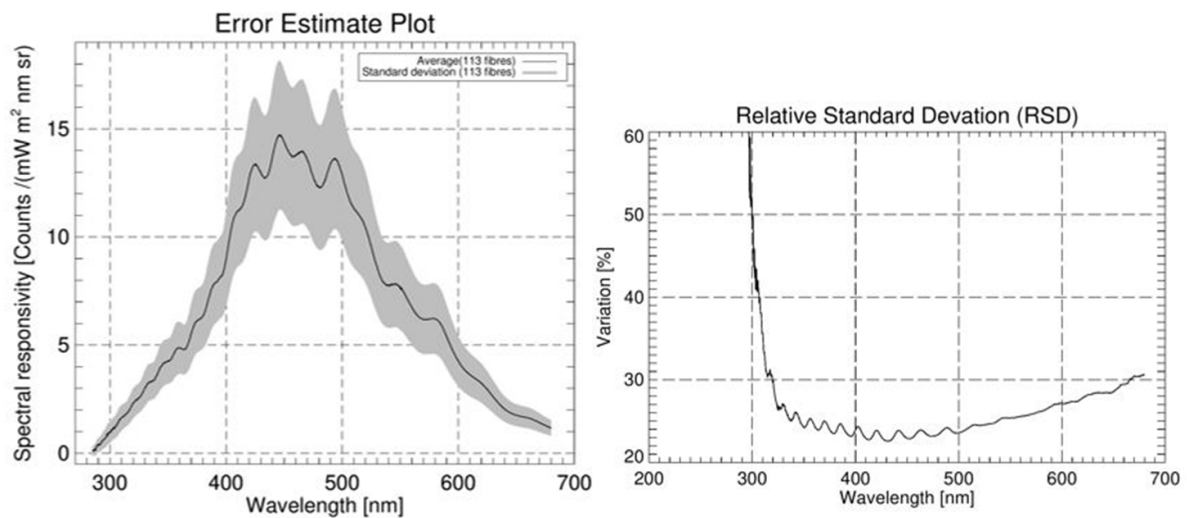 Error Estimate Plot
Spectral responsivity [Counts /(mW m² nm sr)
Average(113 fibres)
Standard deviation (113 fibres)
15
10
5
0
300 400 500 600 700
Wavelength [nm]
Relative Standard Devation (RSD)
Variation [%]
60
50
40
30
20
200 300 400 500 600 700
Wavelength [nm]